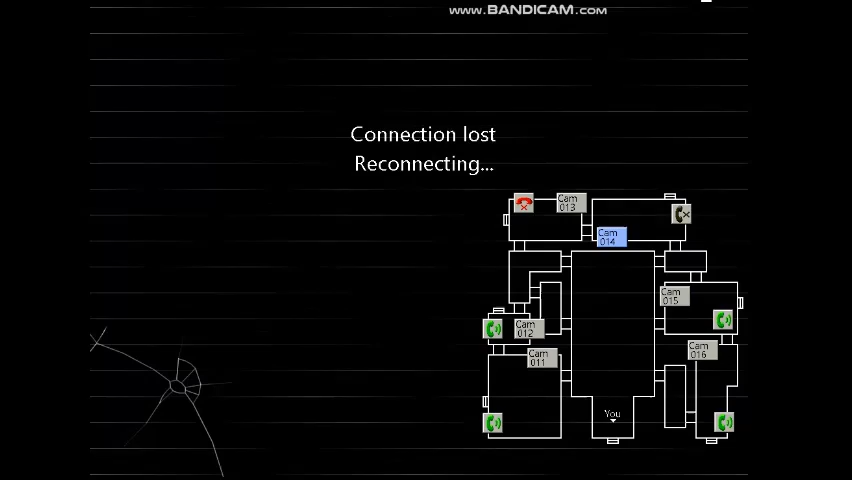 www.BANDICAM.com
Connection lost
Reconnecting...
Cam
013
Cam
014
Cam
015
Cam
012
Cam
016
Cam
011
You